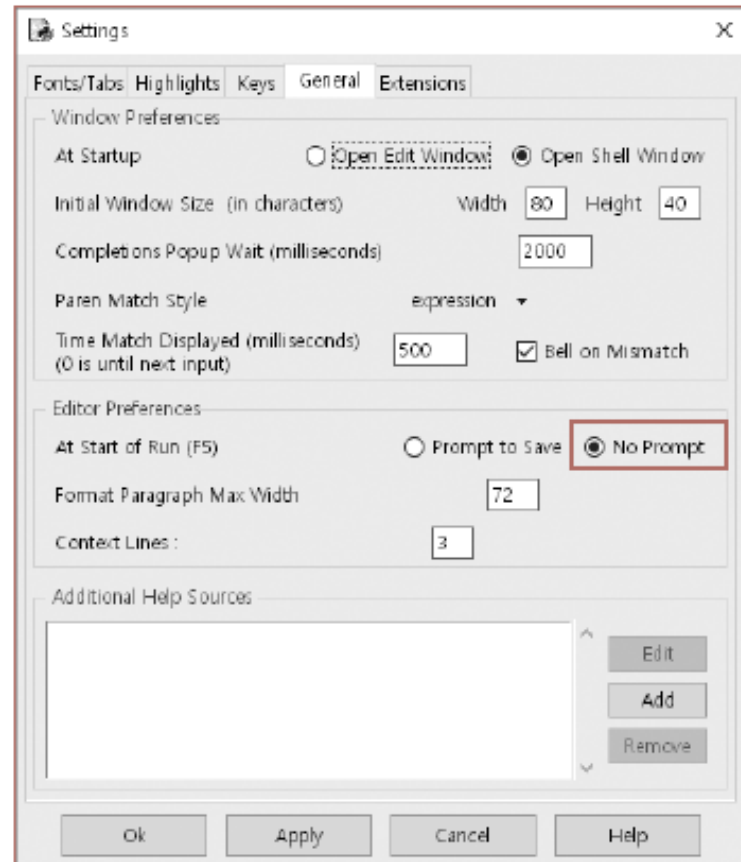 Settings
Fonts/Tabs Highlights Keys General Extensions
Window Preferences
At Startup Open Edit Window Open Shell Window
Initial Window Size (in characters) Width 80 Height 40
Completions Popup Wait (milliseconds) 2000
Paren Match Style expression
Time Match Displayed (milliseconds)
(0 is until next input) 500 Bell on Mismatch
Editor Preferences
At Start of Run (F5) Prompt to Save No Prompt
Format Paragraph Max Width 72
Context Lines : 3
Additional Help Sources
Edit
Add
Remove
Ok Apply Cancel Help